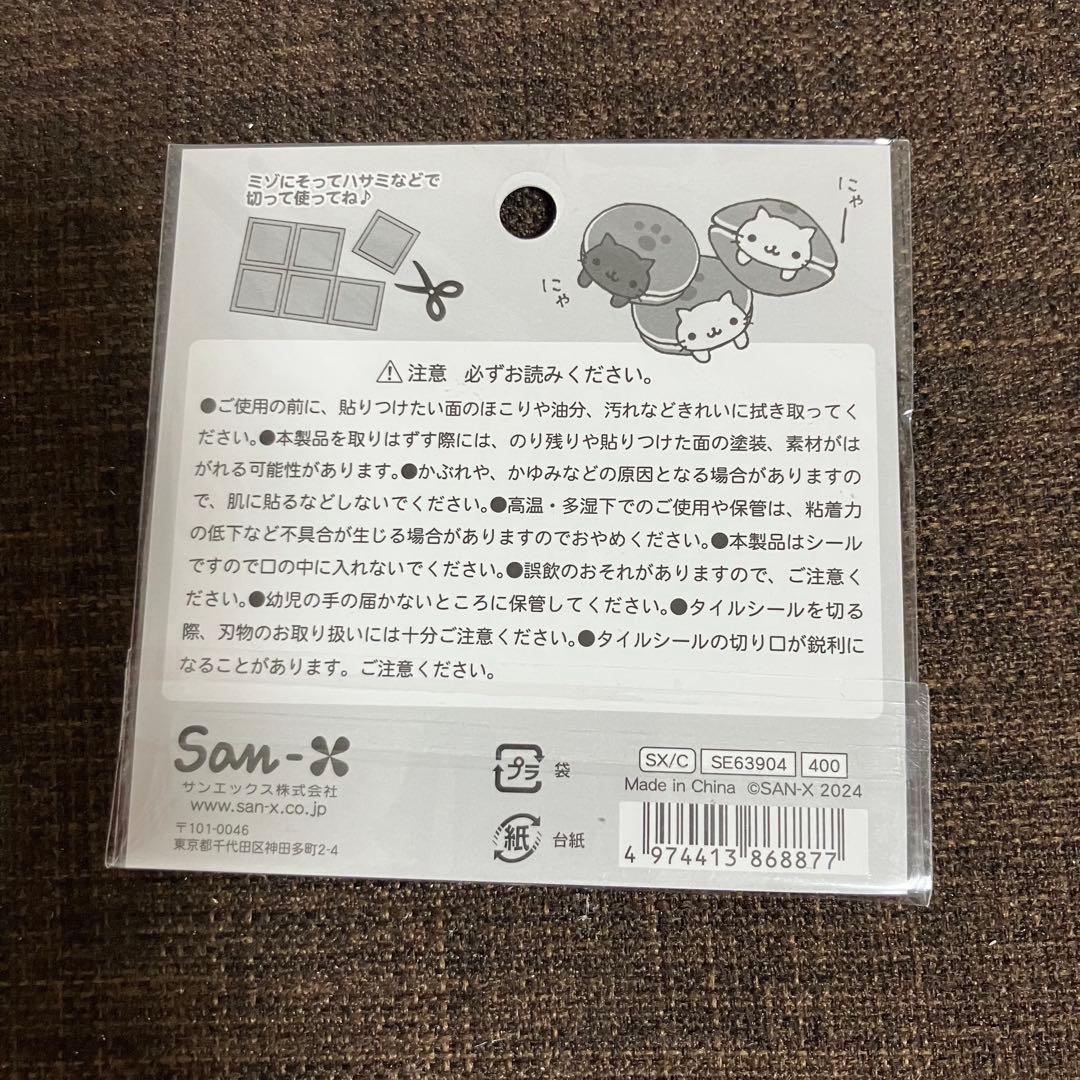 ミゾにそってハサミなどで
切って使ってね♪
にゃ
にゃ
⚠注意　必ずお読みください。
●ご使用の前に、貼りつけたい面のほこりや油分、汚れなどきれいに拭き取ってく
ださい。●本製品を取りはずす際には、のり残りや貼りつけた面の塗装、素材がは
がれる可能性があります。●かぶれや、かゆみなどの原因となる場合がありますの
で、肌に貼るなどしないでください。●高温・多湿下でのご使用や保管は、粘着力
の低下など不具合が生じる場合がありますのでおやめください。●本製品はシール
ですので口の中に入れないでください。●誤飲のおそれがありますので、ご注意く
ださい。●幼児の手の届かないところに保管してください。●タイルシールを切る
際、刃物のお取り扱いには十分ご注意ください。●タイルシールの切り口が鋭利に
なることがあります。ご注意ください。
San-X
サンエックス株式会社
www.san-x.co.jp
〒101-0046
東京都千代田区神田多町2-4
プラ 袋
紙 台紙
SX/C SE63904 400
Made in China ©SAN-X 2024
4 974413 868877